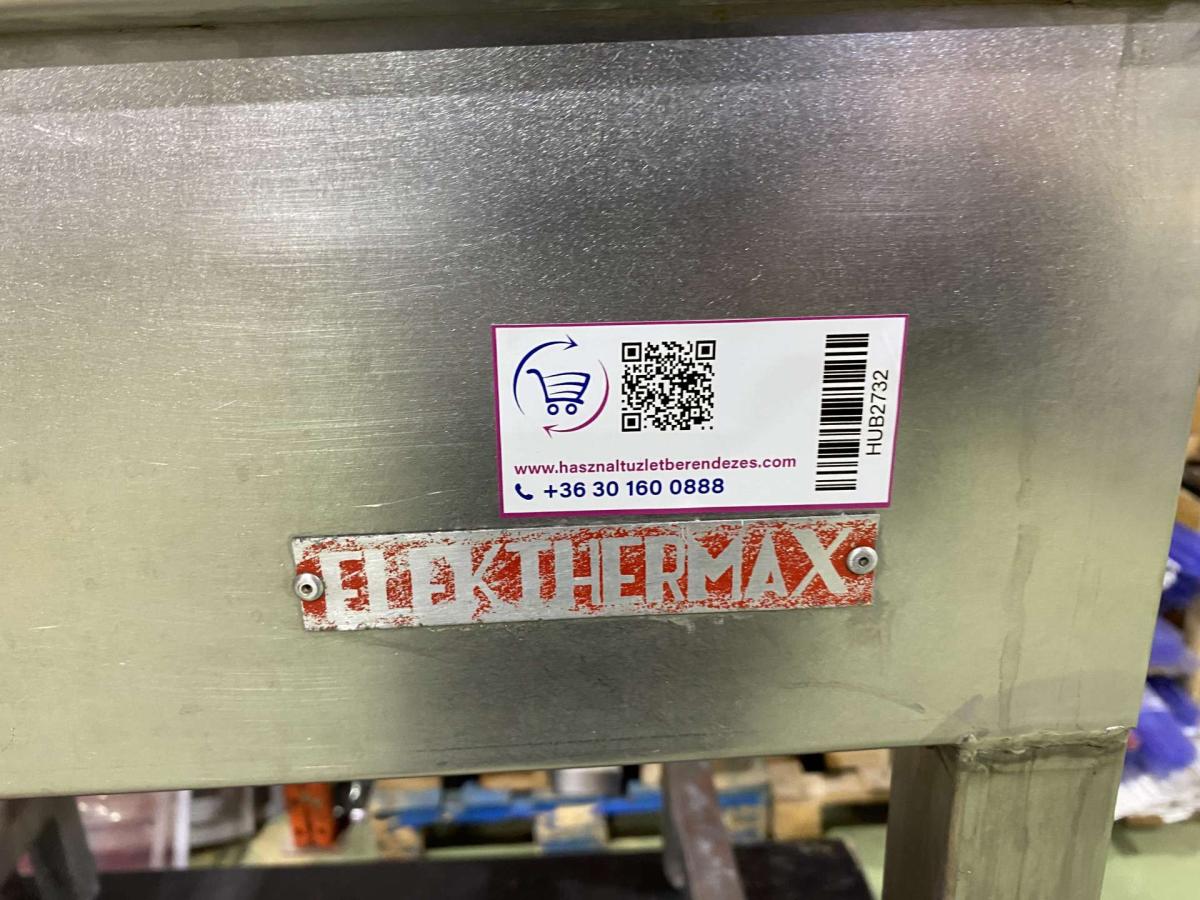 www.hasznaltuzletberendezes.com
+36 30 160 0888
HUB2732
ELEKTHERMAX